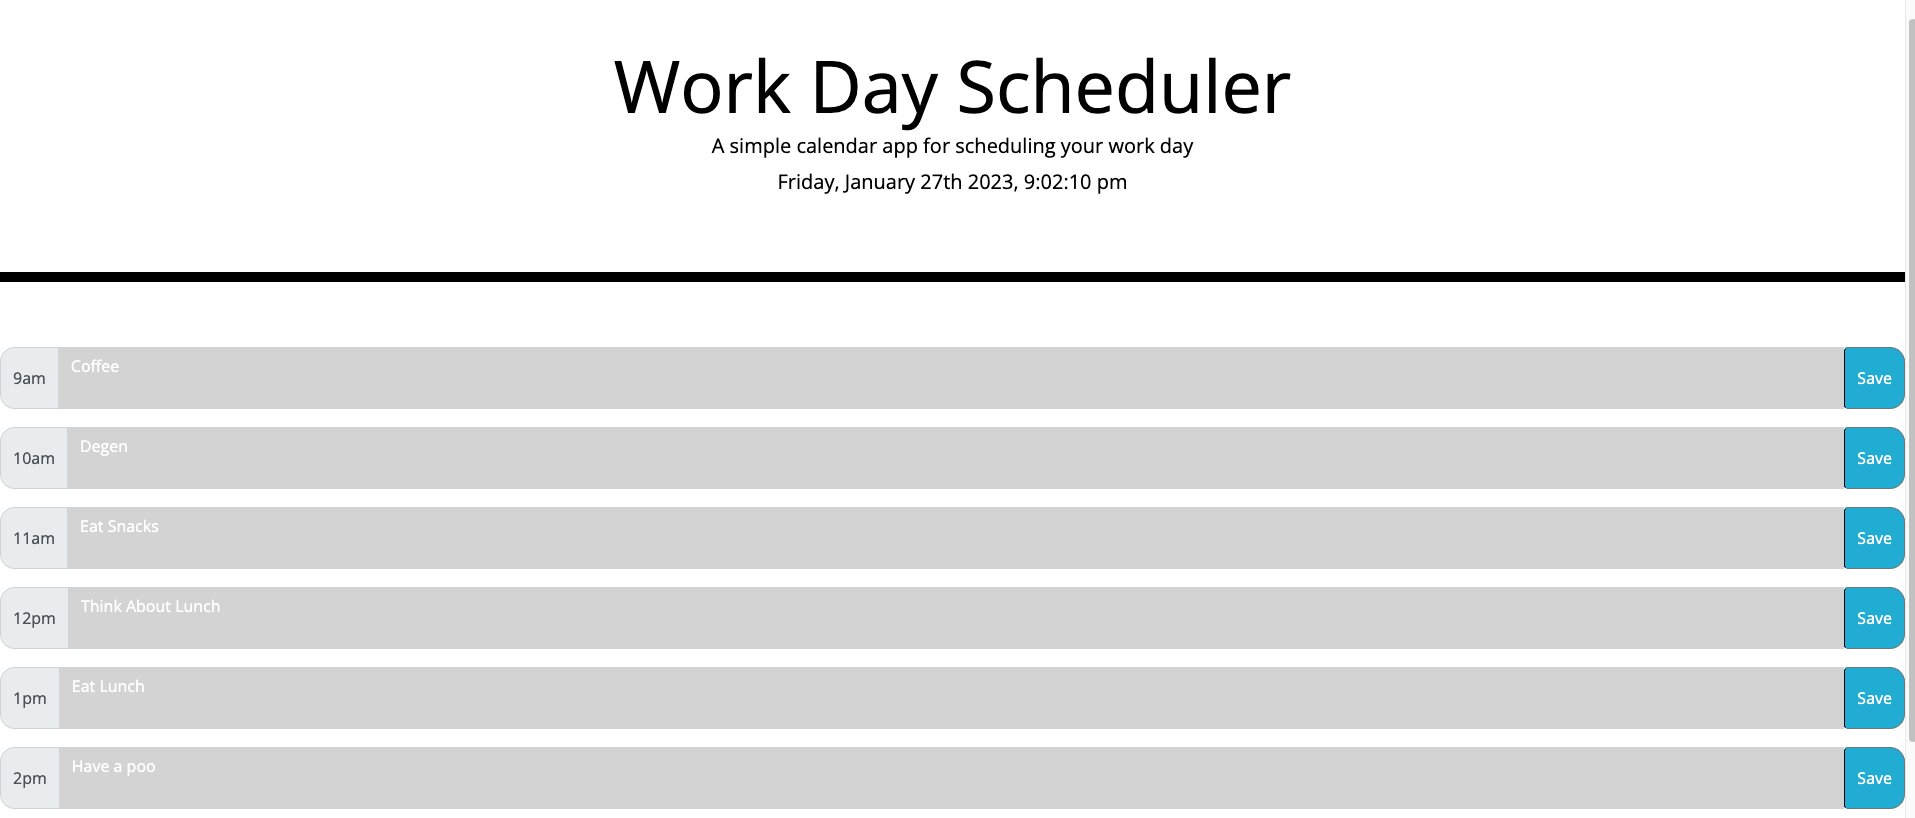 Work Day Scheduler
A simple calendar app for scheduling your work day
Friday, January 27th 2023, 9:02:10 pm
9am Coffee Save
10am Degen Save
11am Eat Snacks Save
12pm Think About Lunch Save
1pm Eat Lunch Save
2pm Have a poo Save